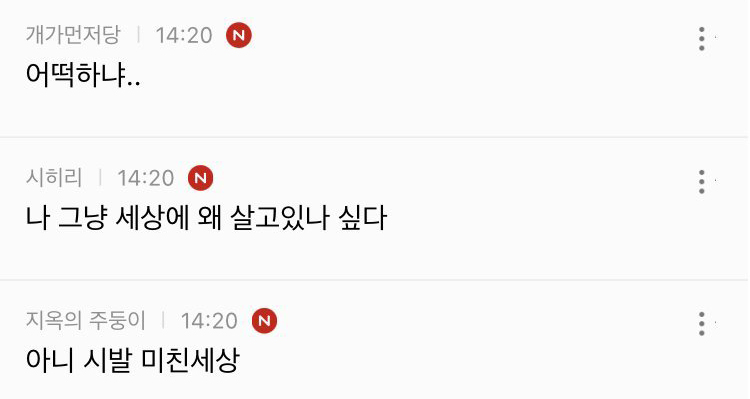 개가먼저당 | 14:20 N
어떡하냐..
시히리 | 14:20 N
나 그냥 세상에 왜 살고있나 싶다
지옥의 주둥이 | 14:20 N
아니 시발 미친세상